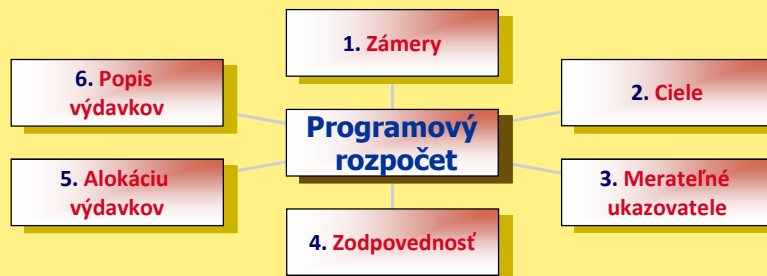 1. Zámery
6. Popis
výdavkov
2. Ciele
Programový
rozpočet
5. Alokáciu
výdavkov
3. Merateľné
ukazovatele
4. Zodpovednosť